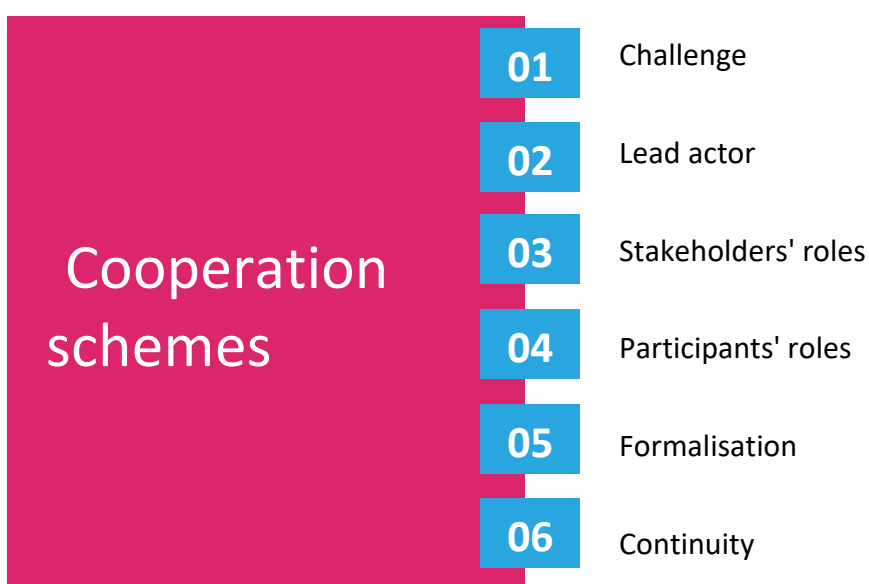 Cooperation
schemes
01 Challenge
02 Lead actor
03 Stakeholders' roles
04 Participants' roles
05 Formalisation
06 Continuity